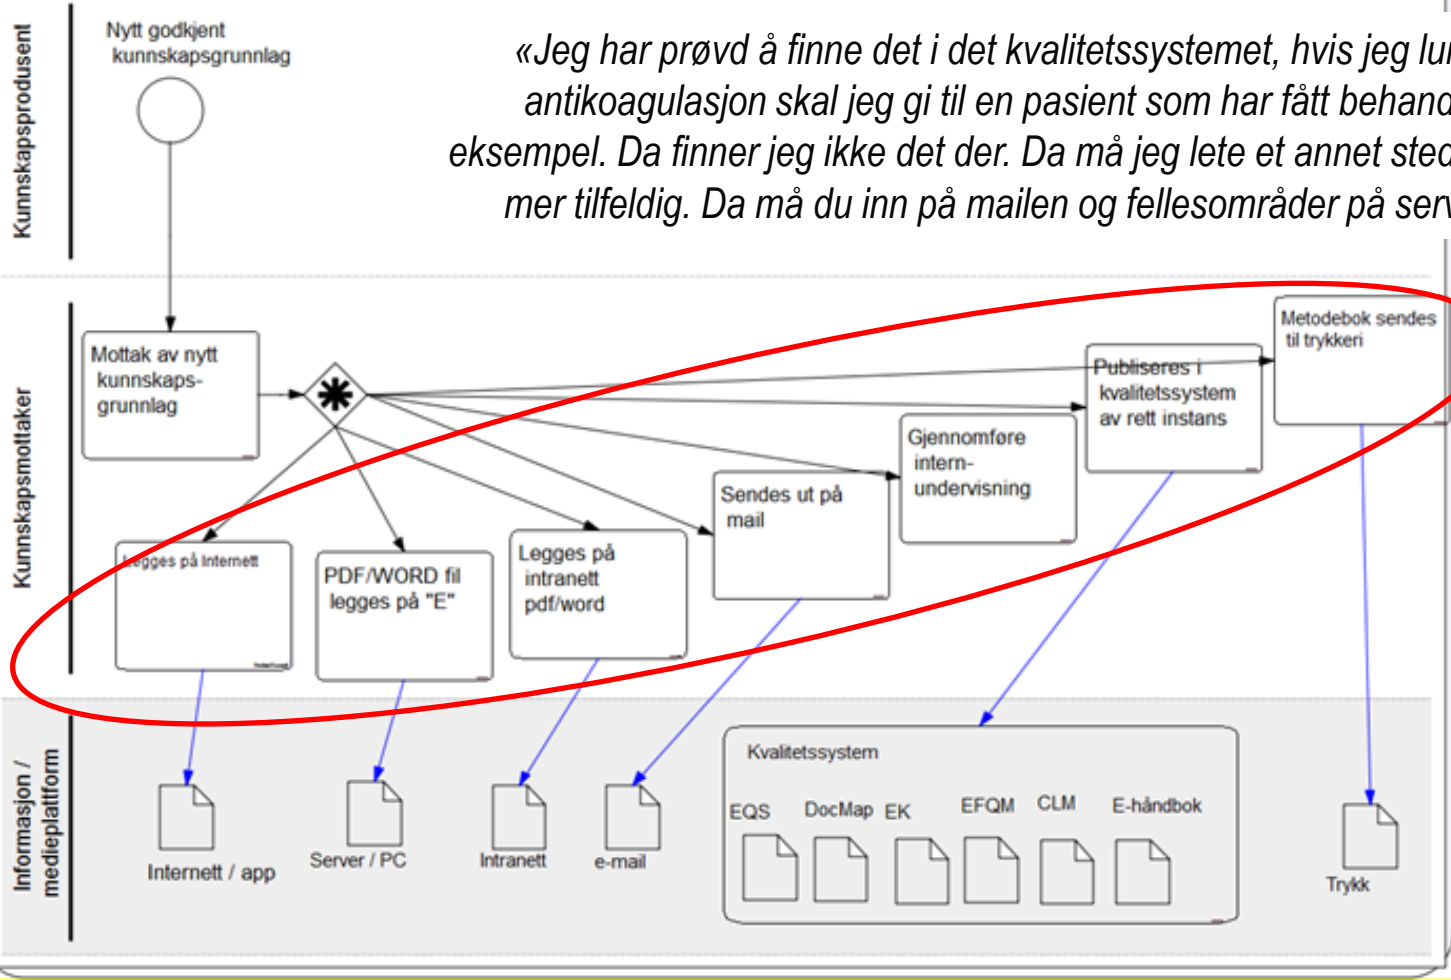 Kunnskapsprodusent
Nytt godkjent
kunnskapsgrunnlag
«Jeg har prøvd å finne det i det kvalitetssystemet, hvis jeg
antikoagulasjon skal jeg gi til en pasient som har fått
eksempel. Da finner jeg ikke det der. Da må jeg lete et annet
mer tilfeldig. Da må du inn på mailen og fellesområder på
Kunnskapsmottaker
Mottak av nytt
kunnskaps-
grunnlag
Legges på Internett
PDF/WORD fil
legges på "E"
Legges på
intranett
pdf/word
Sendes ut på
mail
Gjennomføre
intern-
undervisning
Publiseres i
kvalitetssystem
av rett instans
Metodebok sendes
til trykkeri
Informasjon /
medieplattform
Internett / app
Server / PC
Intranett
e-mail
Kvalitetssystem
EQS
DocMap
EK
EFQM
CLM
E-håndbok
Trykk